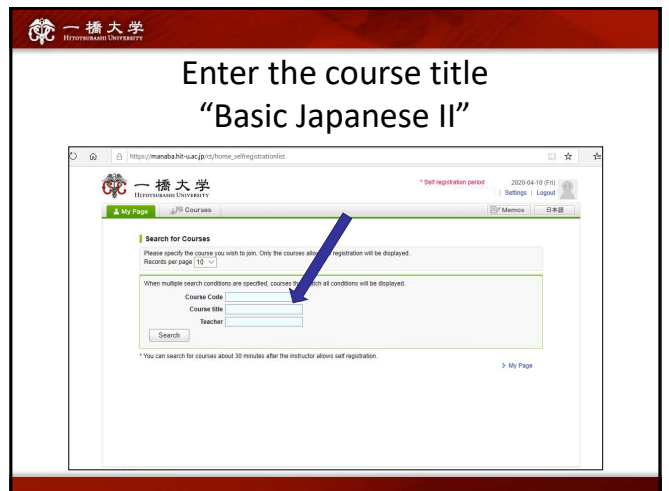 一橋大学
HITOTSUBASHI UNIVERSITY
Enter the course title
“Basic Japanese II”
https://manaba.hit-u.ac.jp/ct/home_selfregistrationlist
一橋大学
HITOTSUBASHI UNIVERSITY
* Self registration period
2020-04-10 (Fri)
| Settings | Logout
My Page
Courses
Memos
日本語
Search for Courses
Please specify the course you wish to join. Only the courses registration will be displayed.
Records per page 10
When multiple search conditions are specified, courses all conditions will be displayed.
Course Code
Course title
Teacher
Search
* You can search for courses about 30 minutes after the instructor allows self registration.
My Page